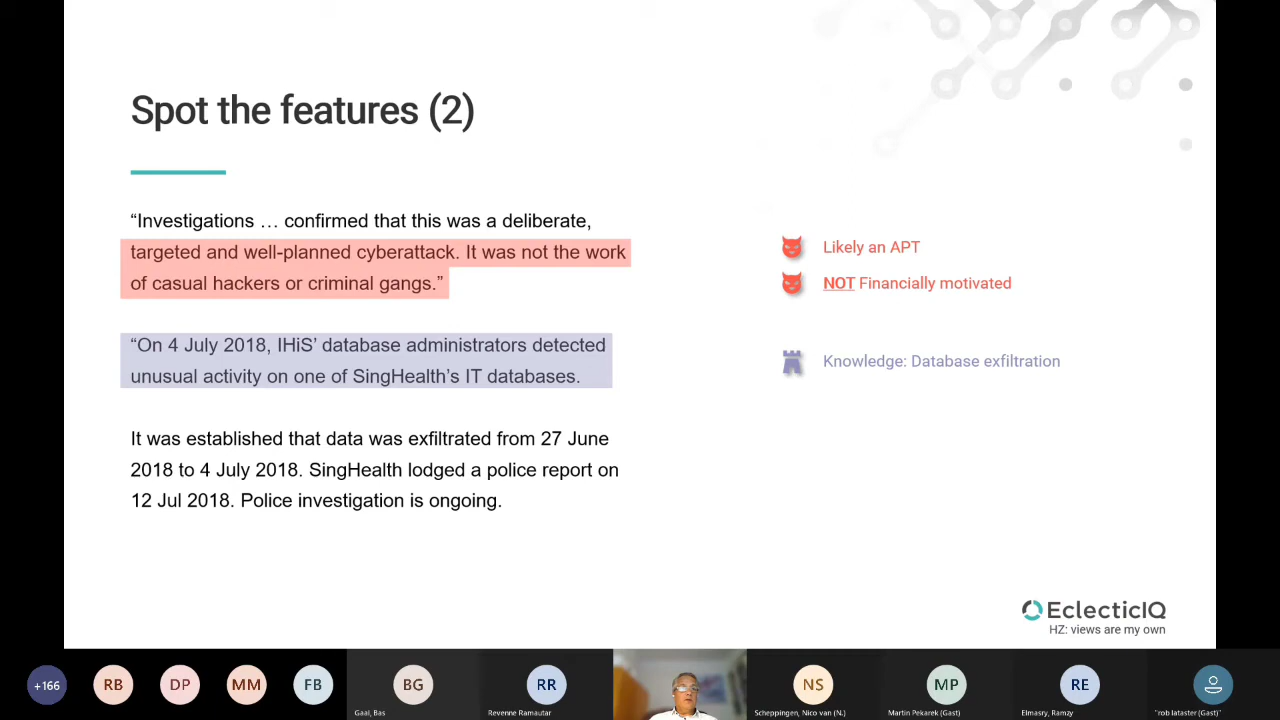 Spot the features (2)
“Investigations … confirmed that this was a deliberate,
targeted and well-planned cyberattack. It was not the work
of casual hackers or criminal gangs.”
“On 4 July 2018, IHiS’ database administrators detected
unusual activity on one of SingHealth’s IT databases.
It was established that data was exfiltrated from 27 June
2018 to 4 July 2018. SingHealth lodged a police report on
12 Jul 2018. Police investigation is ongoing.
Likely an APT
NOT Financially motivated
Knowledge: Database exfiltration
EclecticIQ
HZ: views are my own
+166
RB
DP
MM
FB
BG
Gaal, Bas
RR
Revenne Ramautar
NS
Scheppingen, Nico van (N.)
MP
Martin Pekarek (Gast)
RE
Elmasry, Ramzy
"rob lataster (Gast)"